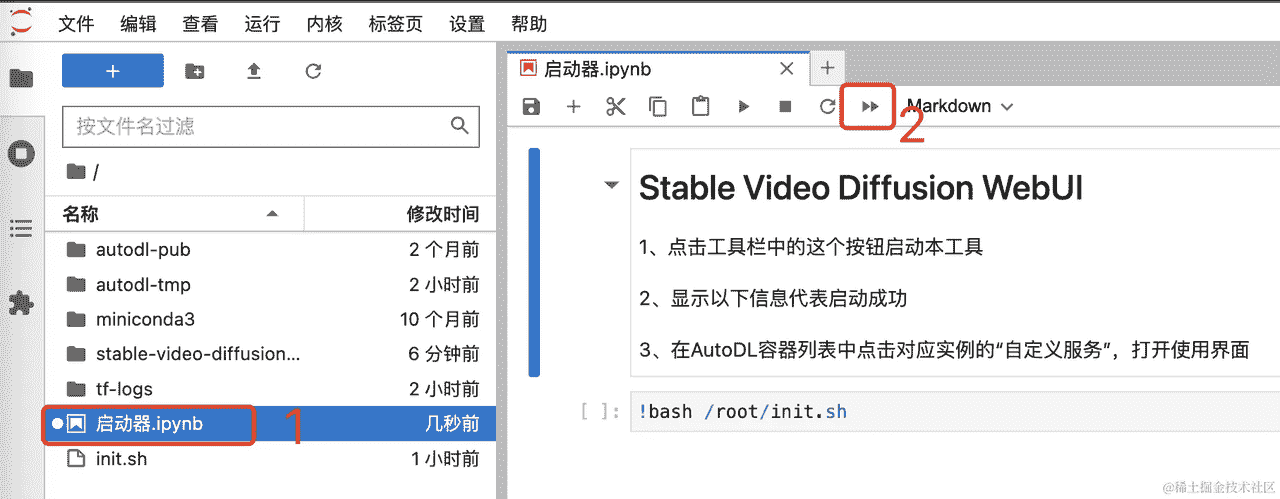 文件 编辑 查看 运行 内核 标签页 设置 帮助
启动器.ipynb
按文件名过滤
Markdown
2
/
名称 修改时间
autodl-pub 2 个月前
autodl-tmp 2 小时前
miniconda3 10 个月前
stable-video-diffusion... 6 分钟前
tf-logs 2 小时前
启动器.ipynb 1 几秒前
init.sh 1 小时前
Stable Video Diffusion WebUI
1、点击工具栏中的这个按钮启动本工具
2、显示以下信息代表启动成功
3、在AutoDL容器列表中点击对应实例的“自定义服务”，打开使用界面
[ ]: !bash /root/init.sh
@稀土掘金技术社区